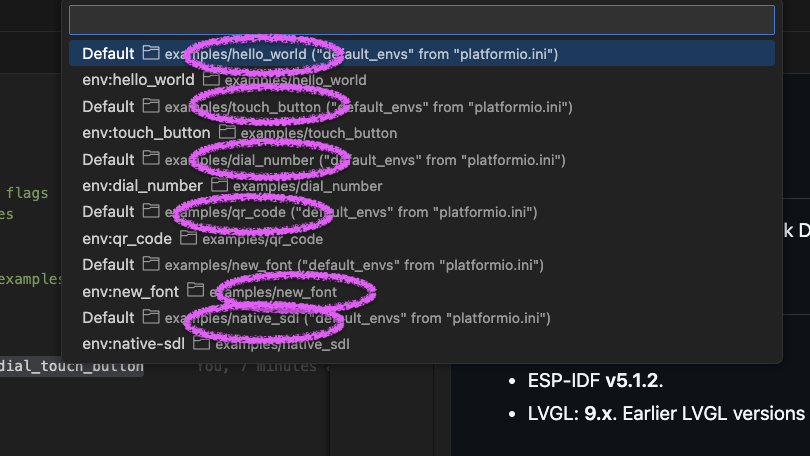 Default examples/hello_world ("default_envs" from "platformio.ini")
env:hello_world examples/hello_world
Default examples/touch_button ("default_envs" from "platformio.ini")
env:touch_button examples/touch_button
Default examples/dial_number ("default_envs" from "platformio.ini")
flags
env:dial_number examples/dial_number
es
Default examples/qr_code ("default_envs" from "platformio.ini")
k D
env:qr_code examples/qr_code
Default examples/new_font ("default_envs" from "platformio.ini")
examples
env:new_font examples/new_font
Default examples/native_sdl ("default_envs" from "platformio.ini")
env:native-sdl examples/native_sdl
dial_touch_button You, 7 minutes a
• ESP-IDF v5.1.2.
• LVGL: 9.x. Earlier LVGL versions